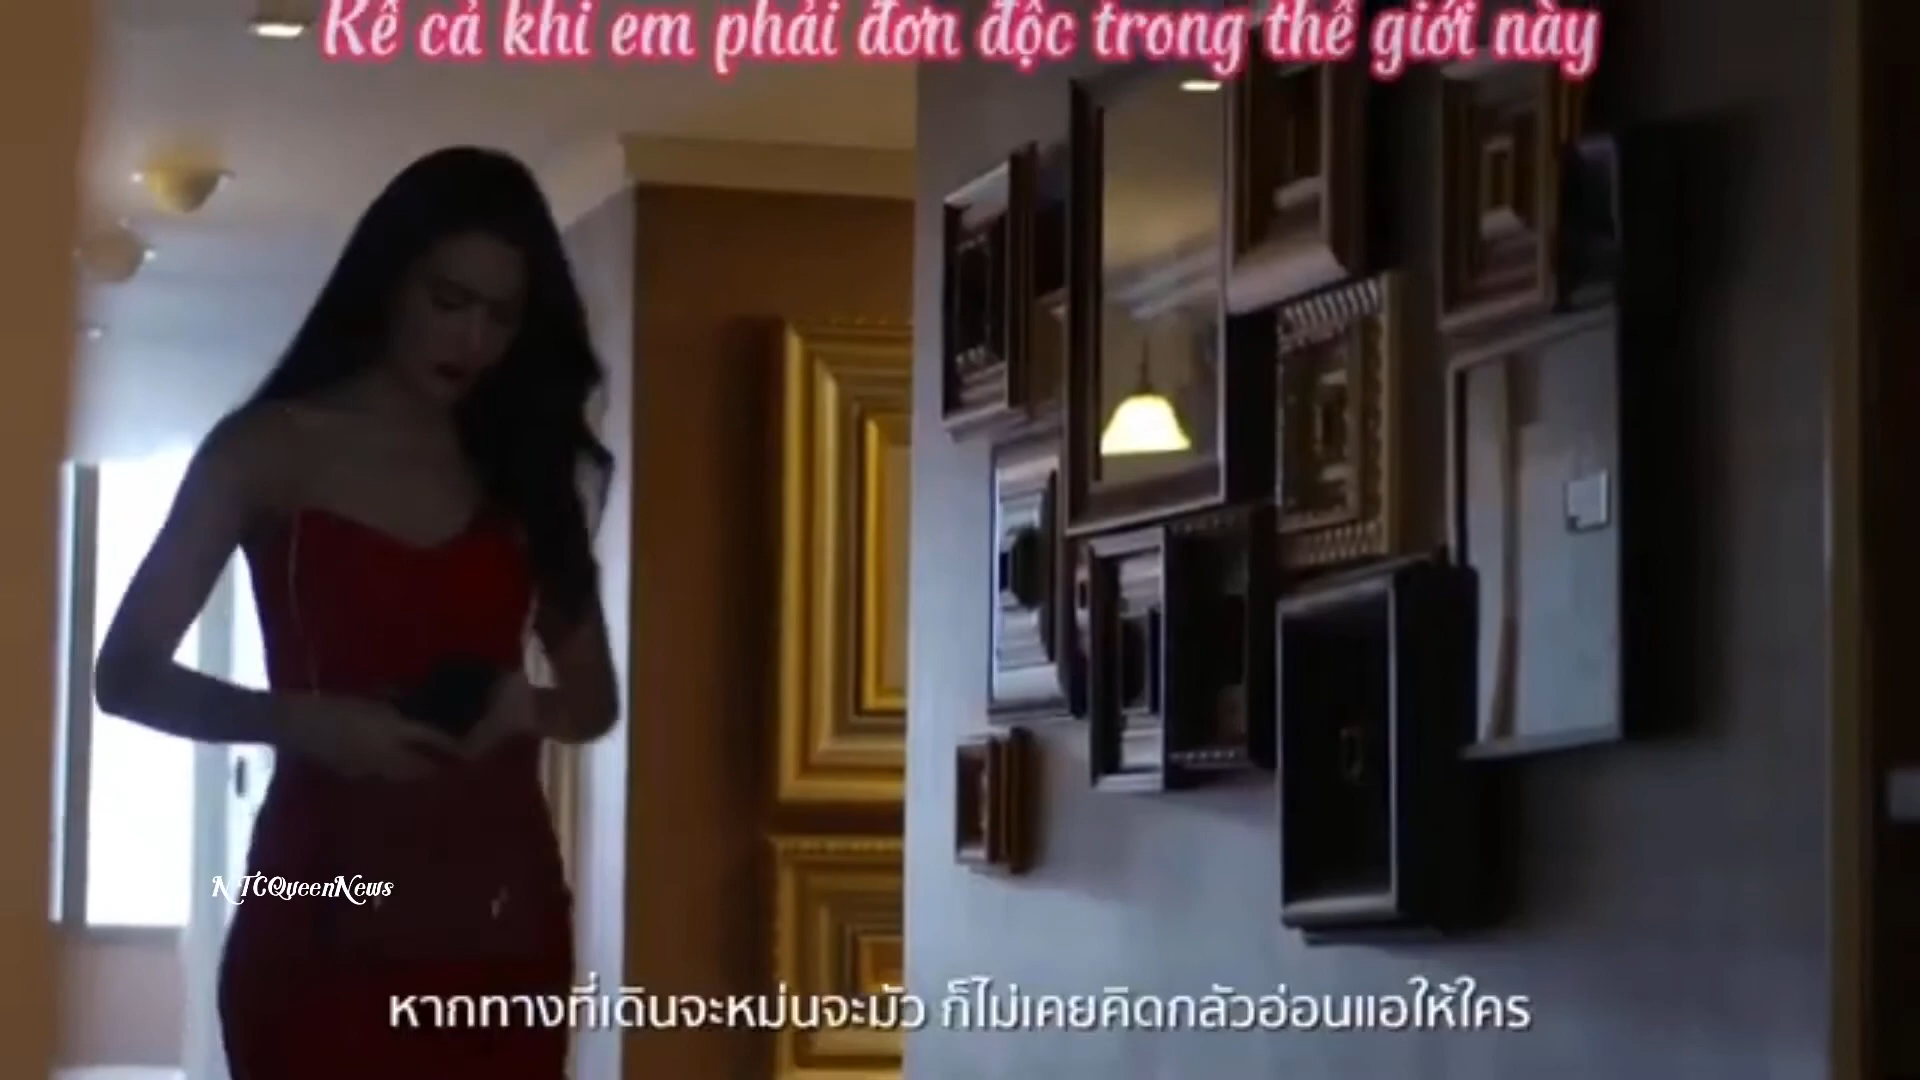 Kể cả khi em phải đơn độc trong thế giới này
NTCQueenNews
หากทางที่เดินจะหม่นจะมัว ก็ไม่เคยคิดกลัวอ่อนแอให้ใคร